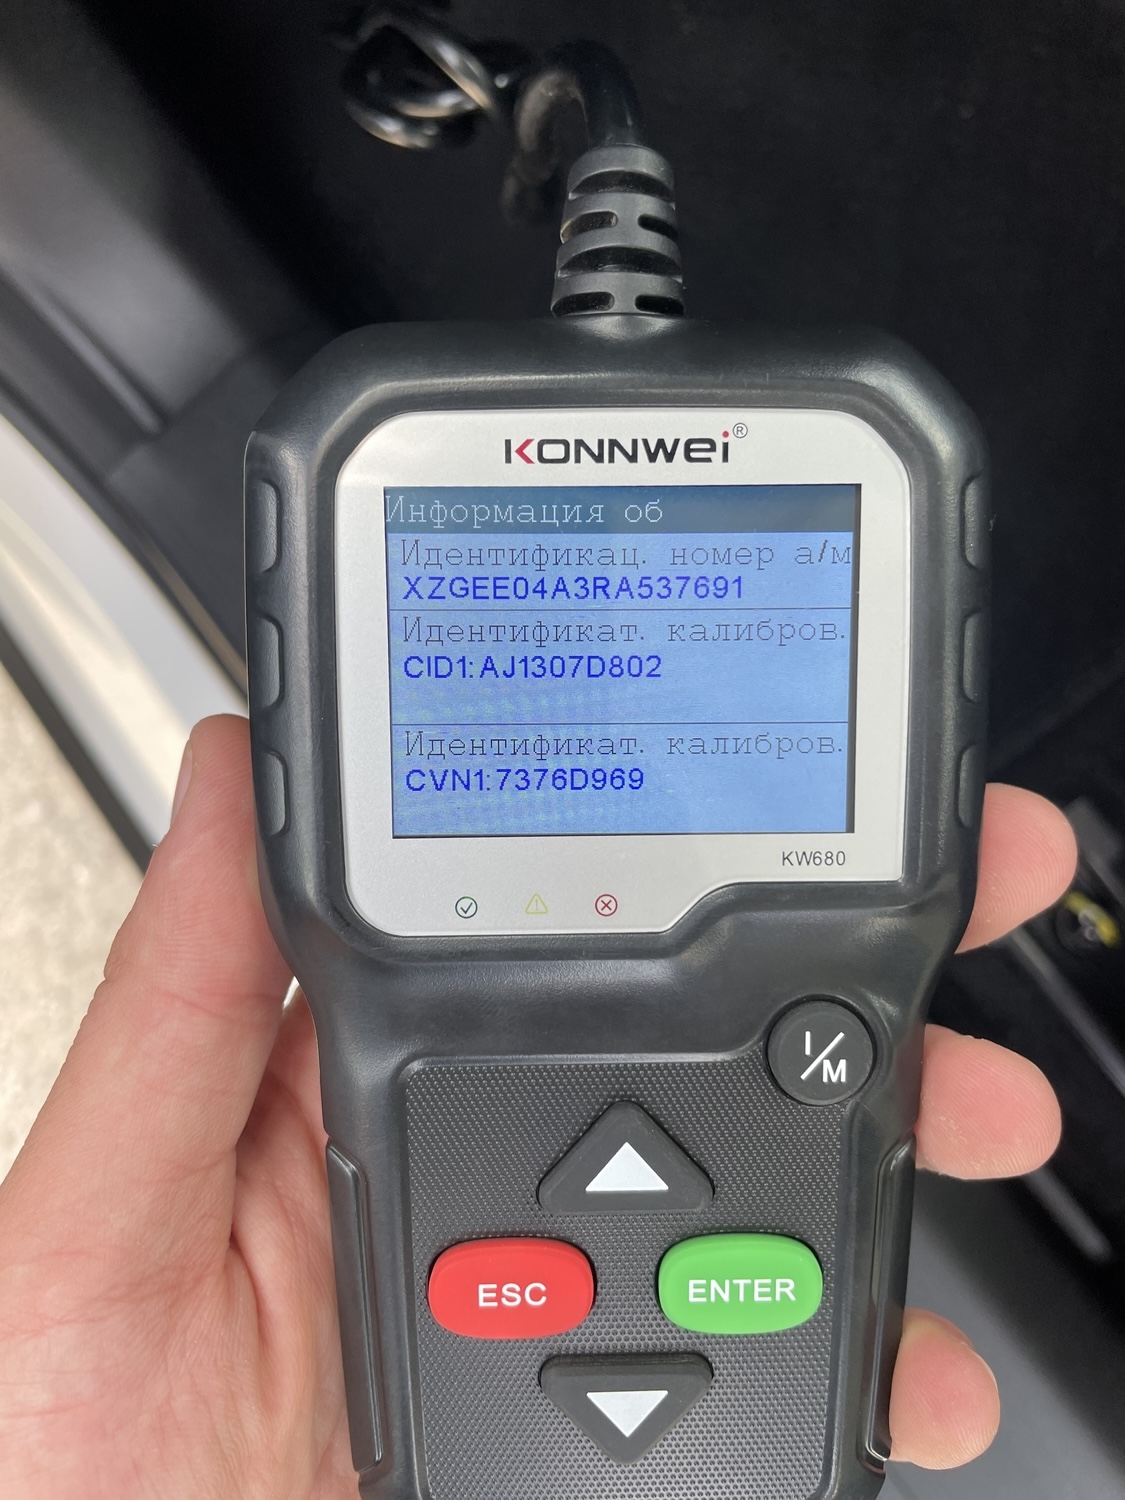 KONNWEI®
Информация об
Идентификац. номер а/м
XZGEE04A3RA537691
Идентификат. калибров.
CID1:AJ1307D802
Идентификат. калибров.
CVN1:7376D969
KW680
I/M
ESC
ENTER